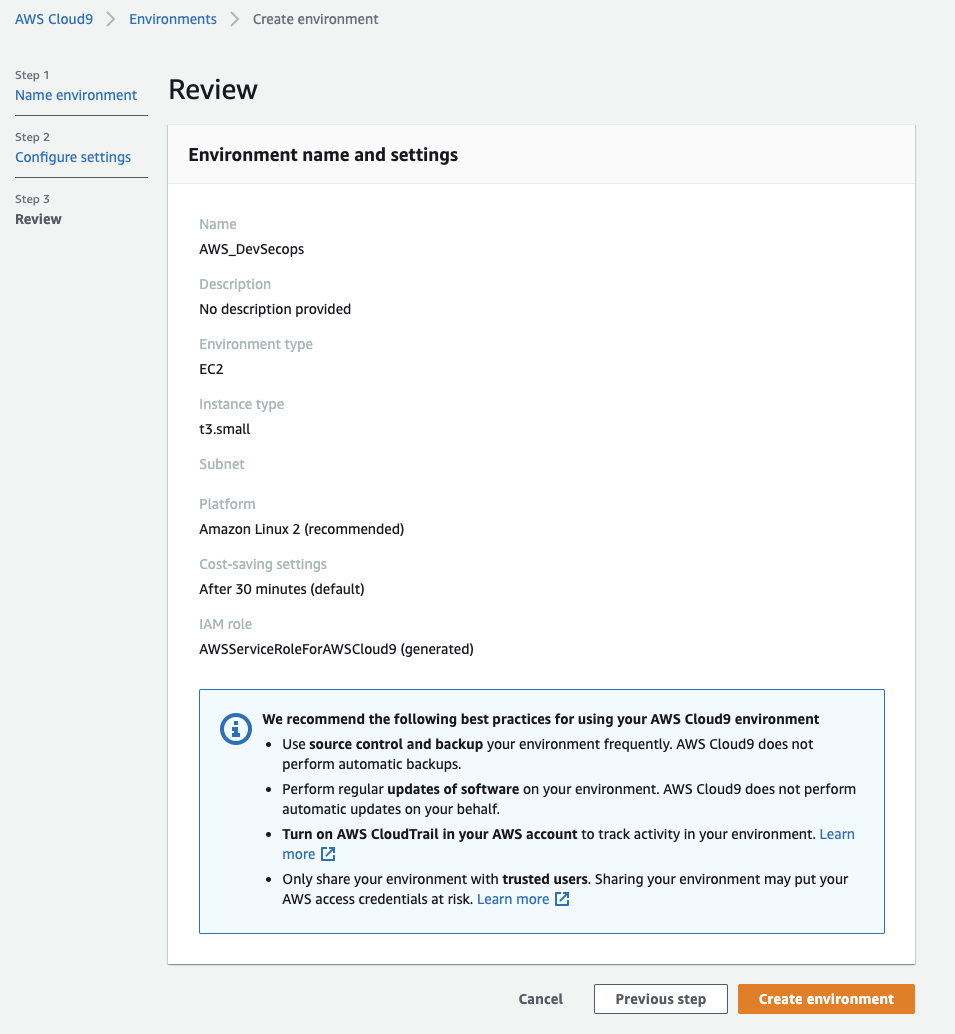 AWS Cloud9 > Environments > Create environment
Step 1
Name environment
Step 2
Configure settings
Step 3
Review
Review
Environment name and settings
Name
AWS_DevSecops
Description
No description provided
Environment type
EC2
Instance type
t3.small
Subnet
Platform
Amazon Linux 2 (recommended)
Cost-saving settings
After 30 minutes (default)
IAM role
AWSServiceRoleForAWSCloud9 (generated)
We recommend the following best practices for using your AWS Cloud9 environment
• Use source control and backup your environment frequently. AWS Cloud9 does not
perform automatic backups.
• Perform regular updates of software on your environment. AWS Cloud9 does not perform
automatic updates on your behalf.
• Turn on AWS CloudTrail in your AWS account to track activity in your environment. Learn
more
• Only share your environment with trusted users. Sharing your environment may put your
AWS access credentials at risk. Learn more
Cancel
Previous step
Create environment